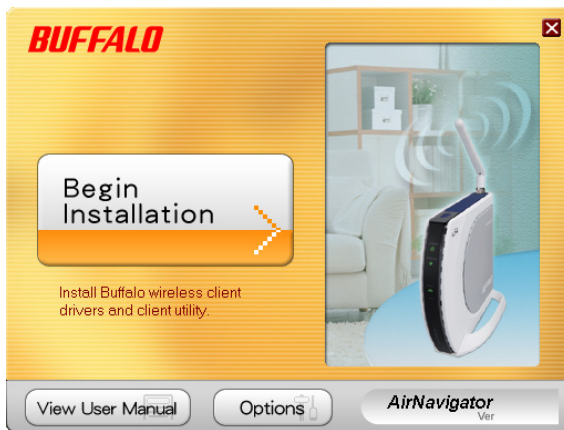 BUFFALO
Begin
Installation
Install Buffalo wireless client
drivers and client utility.
View User Manual
Options
AirNavigator
Ver